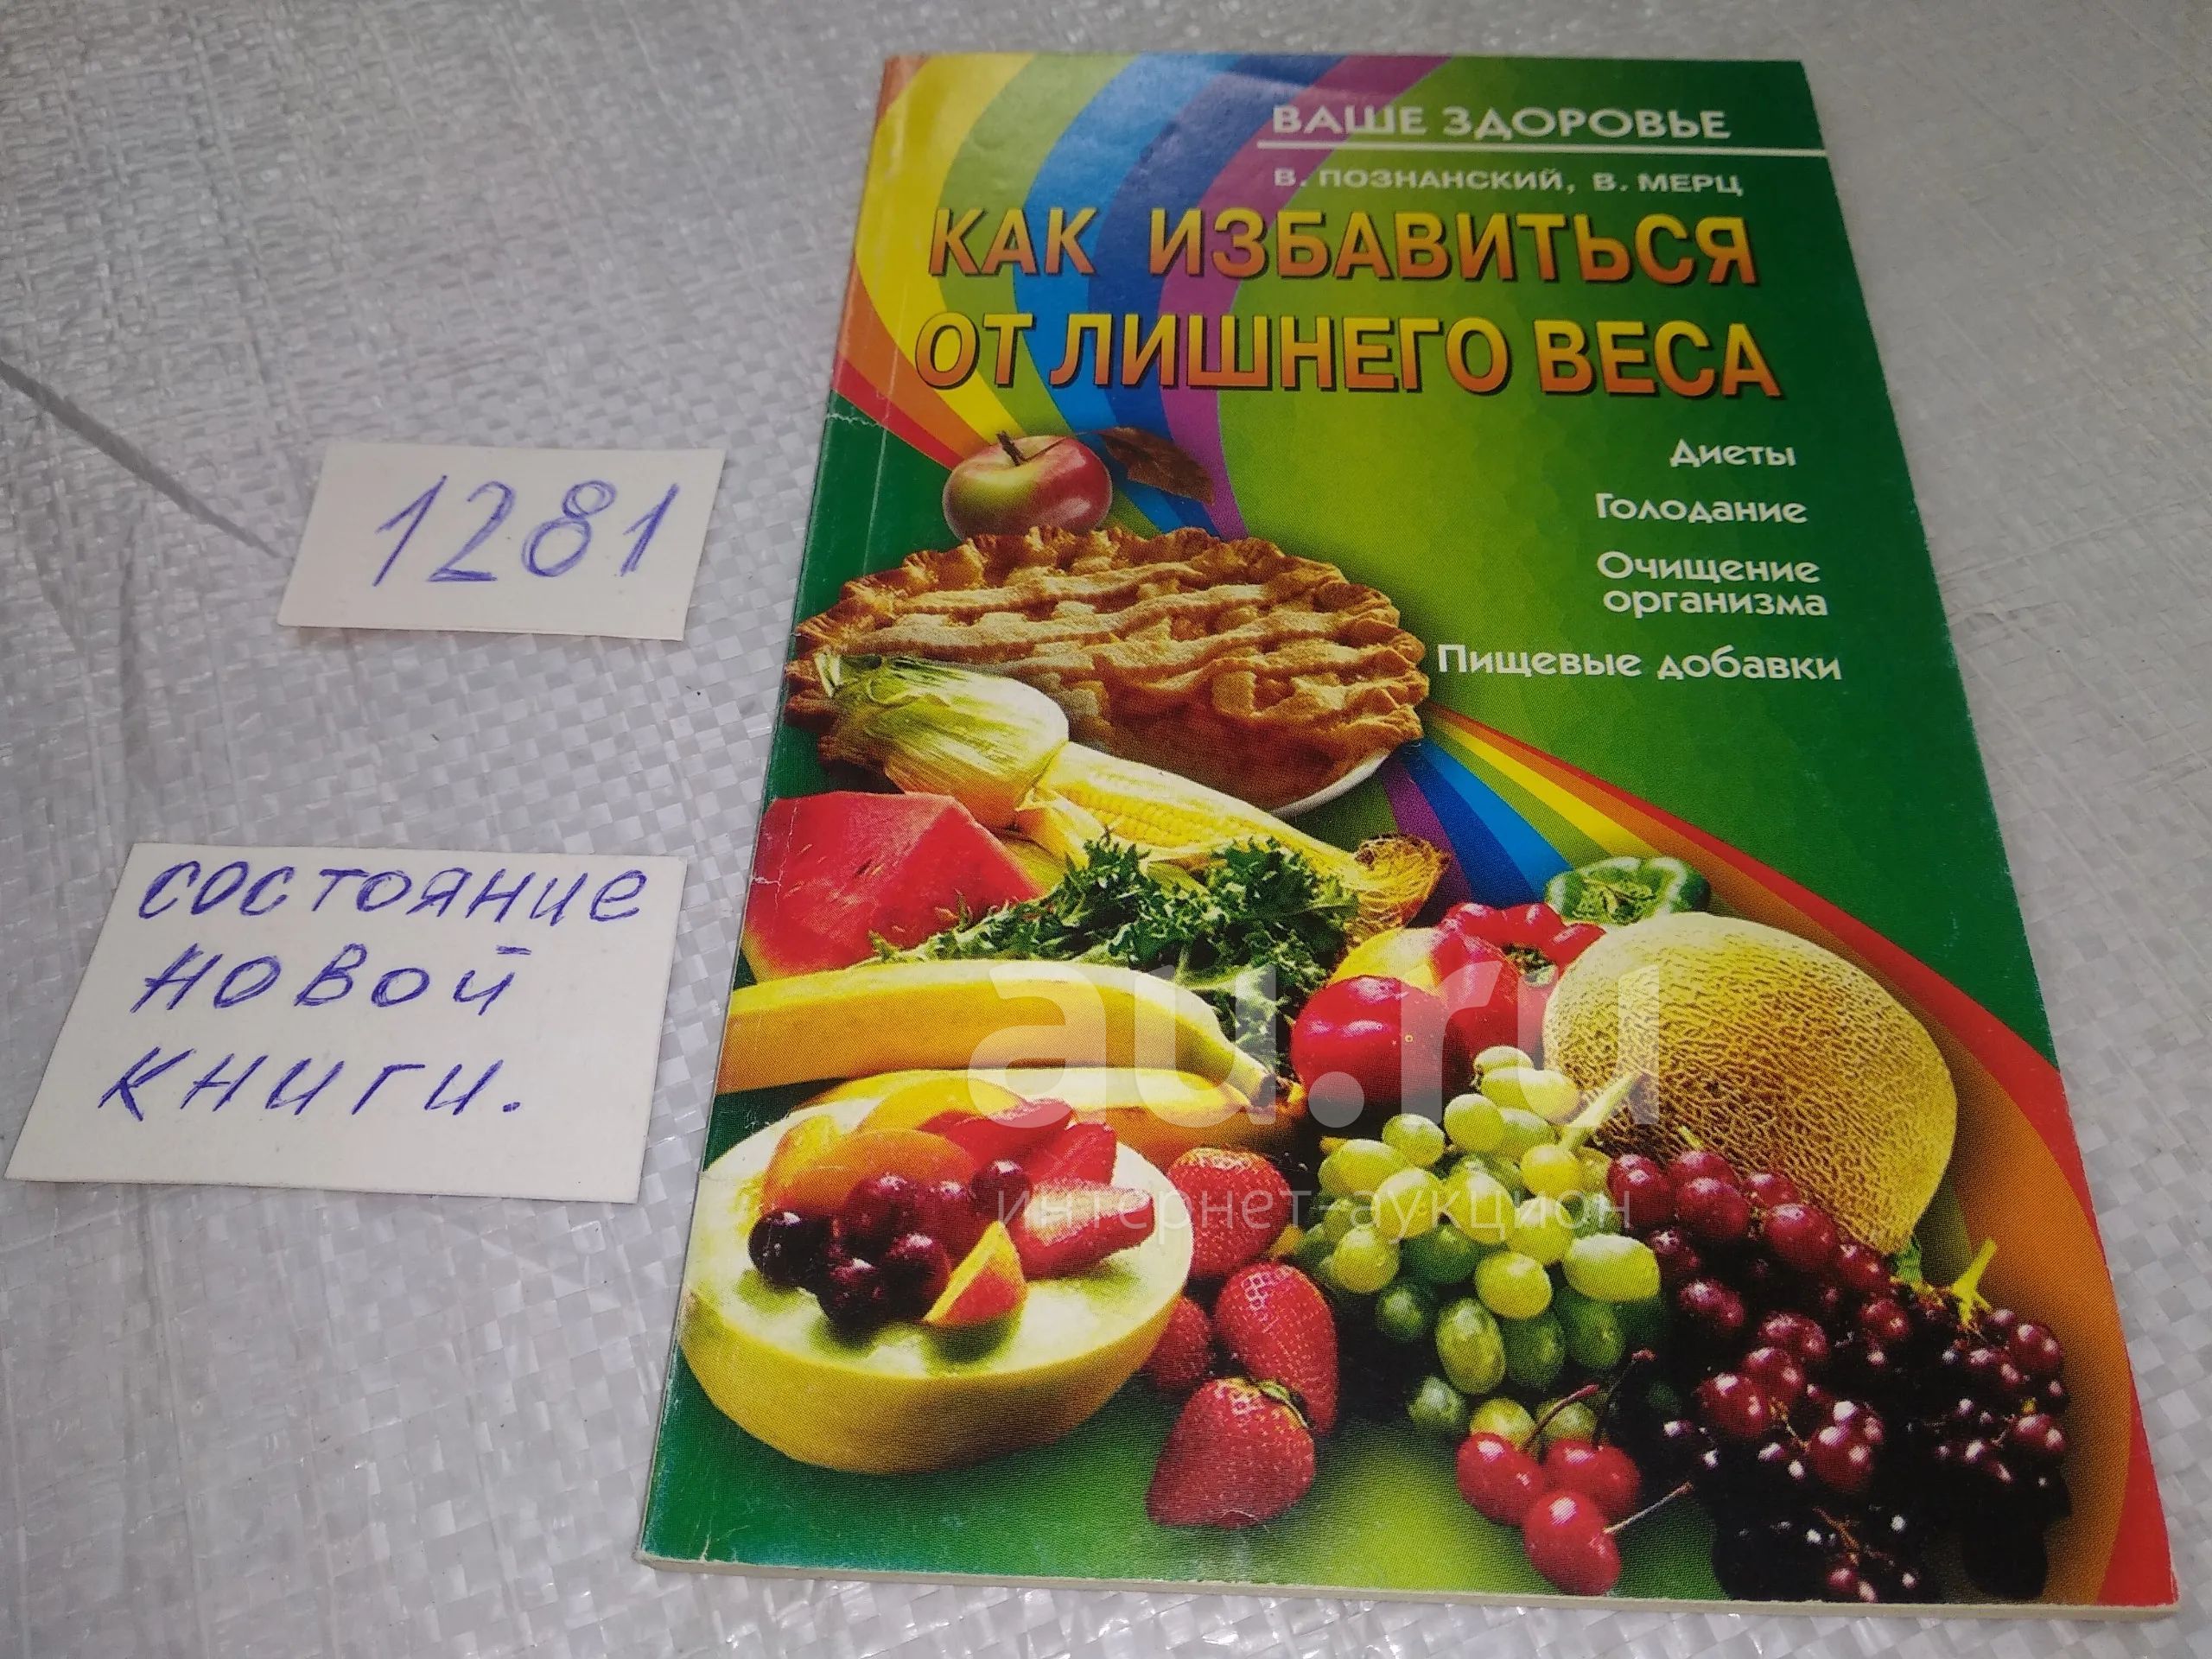 ВАШЕ ЗДОРОВЬЕ
В. ПОЗНАНСКИЙ, В. МЕРЦ
КАК ИЗБАВИТЬСЯ
ОТ ЛИШНЕГО ВЕСА
Диеты
Голодание
Очищение
организма
Пищевые добавки
1281
состояние
новой
книги.
au.ru
интернет-аукцион